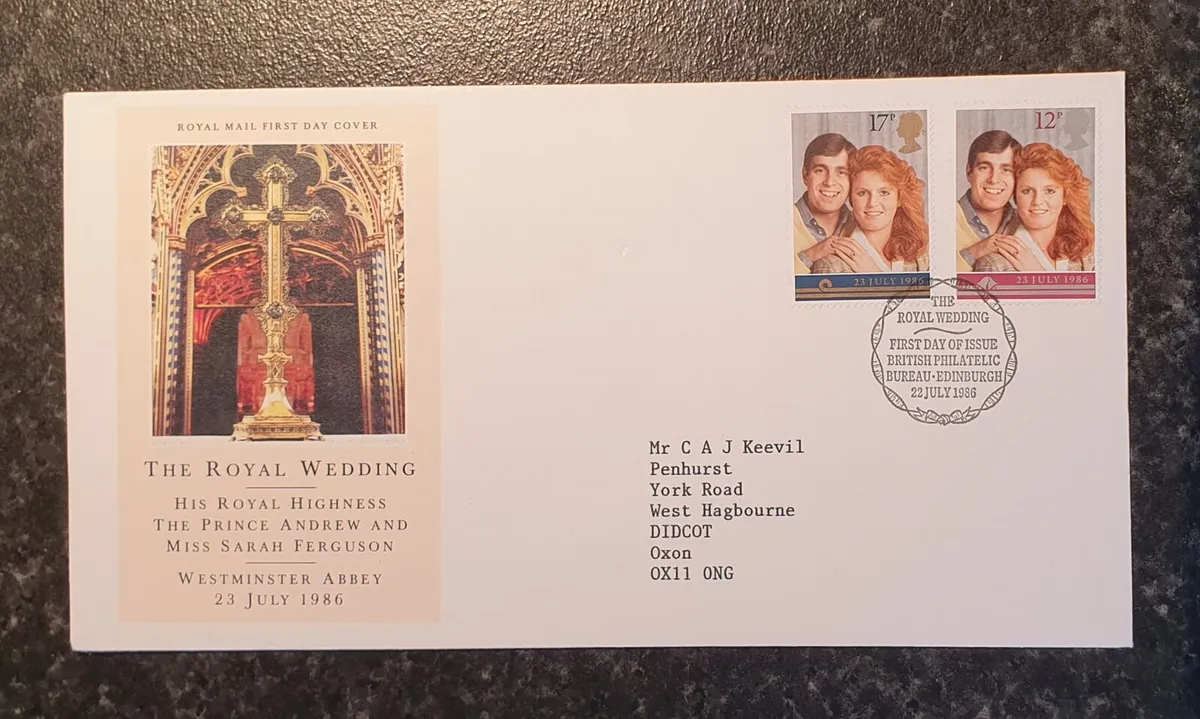 ROYAL MAIL FIRST DAY COVER
THE ROYAL WEDDING
HIS ROYAL HIGHNESS
THE PRINCE ANDREW AND
MISS SARAH FERGUSON
WESTMINSTER ABBEY
23 JULY 1986
17P
23 JULY 1986
12P
23 JULY 1986
THE
ROYAL WEDDING
FIRST DAY OF ISSUE
BRITISH PHILATELIC
BUREAU·EDINBURGH
22 JULY 1986
Mr C A J Keevil
Penhurst
York Road
West Hagbourne
DIDCOT
Oxon
OX11 0NG